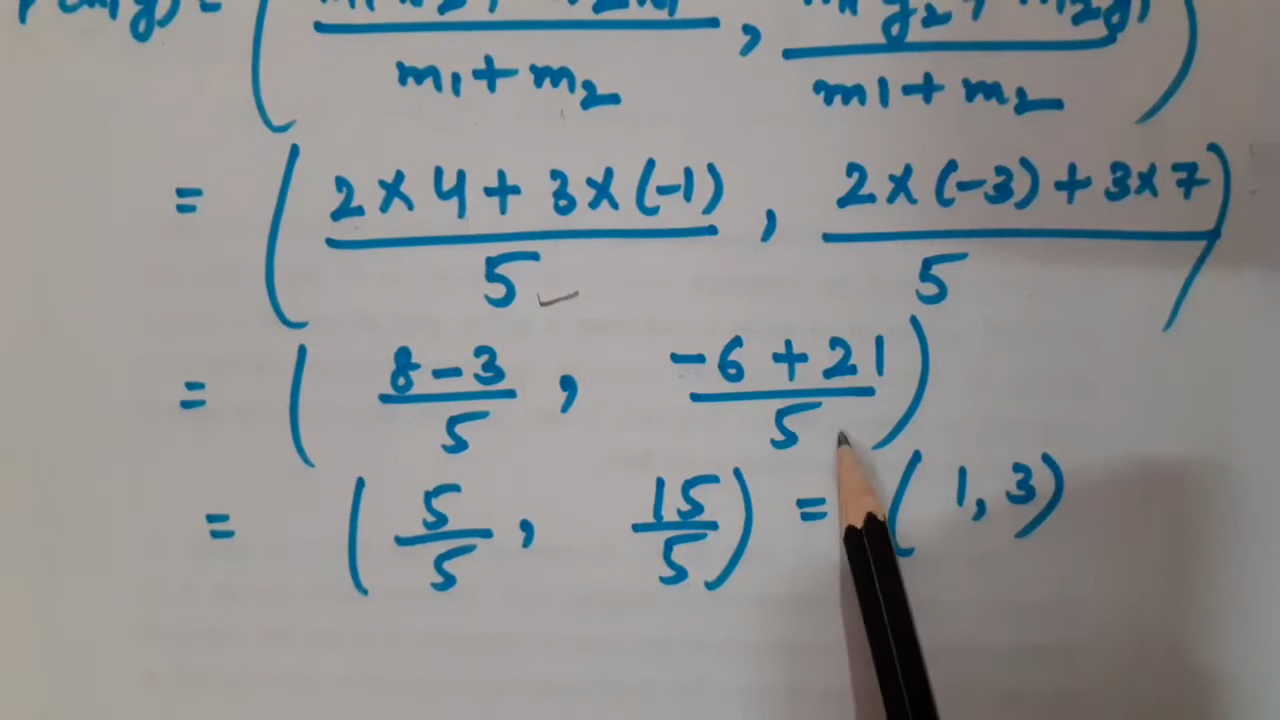 m1 + m2 , m1 + m2
= ( 2 × 4 + 3 × (-1) / 5 , 2 × (-3) + 3 × 7 / 5 )
= ( 8 - 3 / 5 , -6 + 21 / 5 )
= ( 5 / 5 , 15 / 5 ) = ( 1, 3 )